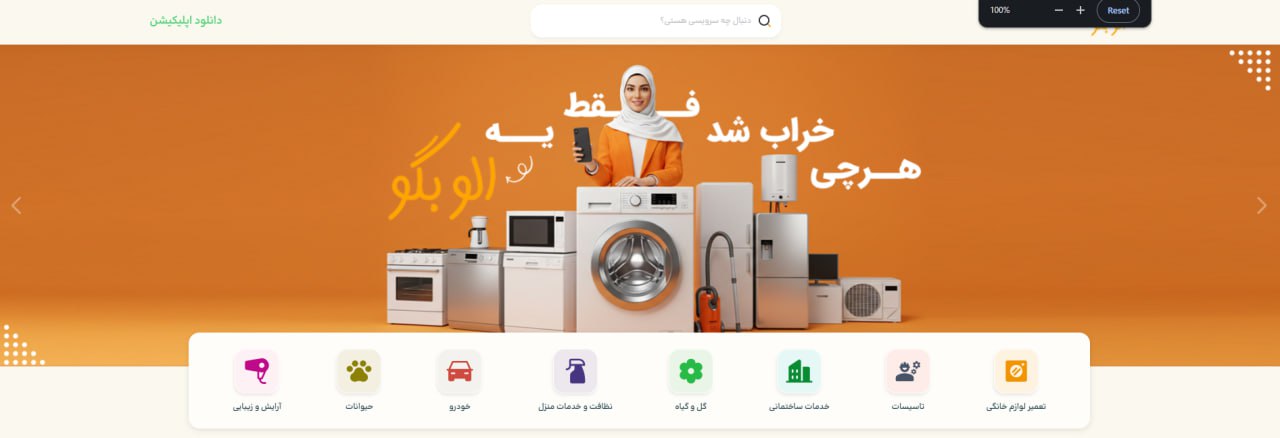 100%
Reset
دنبال چه سرویسی هستی؟
دانلود اپلیکیشن
هرچی
خراب شد
فقط
یه
الو بگو
تعمیر لوازم خانگی
تاسیسات
خدمات ساختمانی
گل و گیاه
نظافت و خدمات منزل
خودرو
حیوانات
آرایش و زیبایی